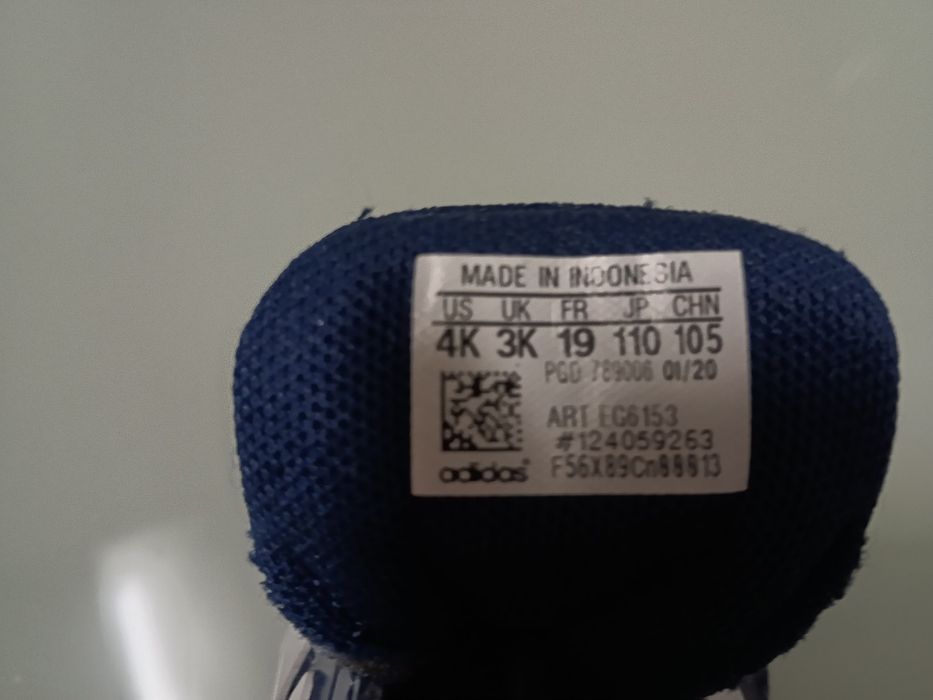 MADE IN INDONESIA
US UK FR JP CHN
4K 3K 19 110 105
PGD 789006 01/20
ART EG6153
#124059263
adidas